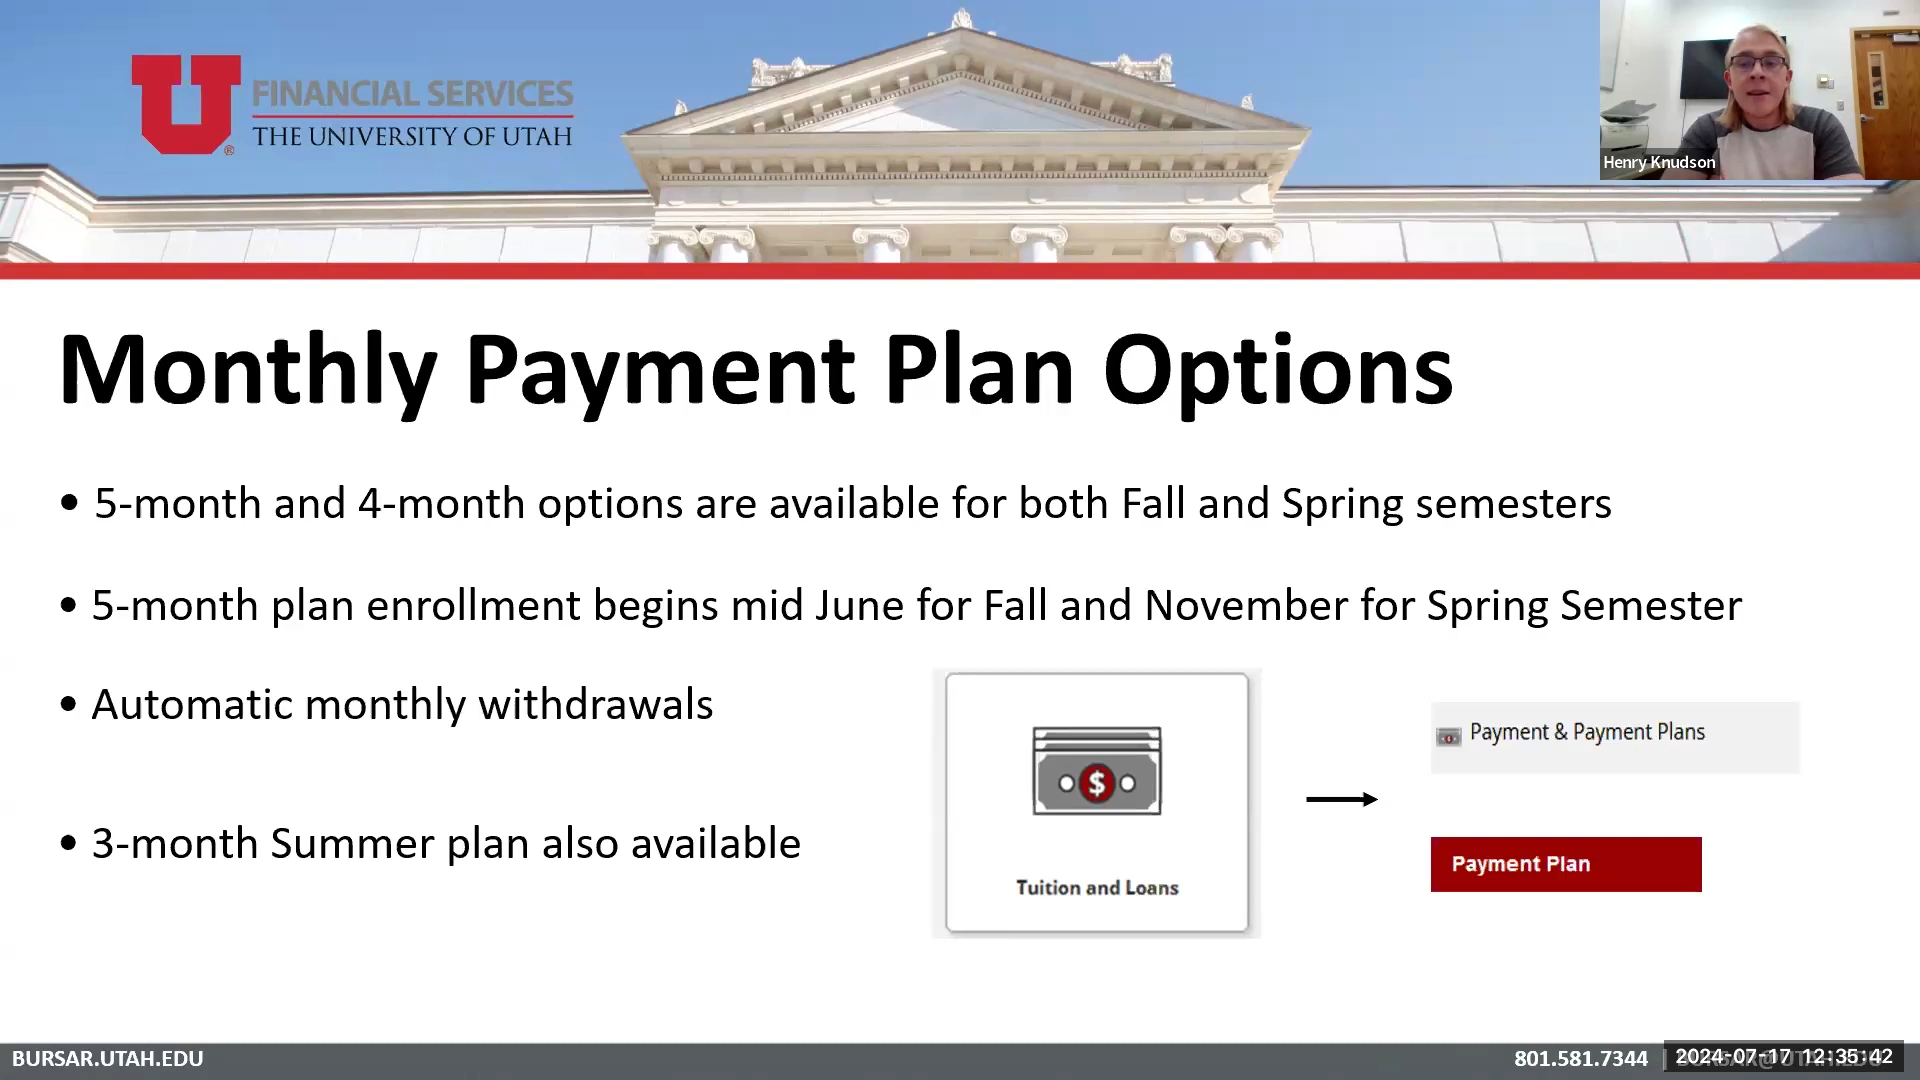 FINANCIAL SERVICES
THE UNIVERSITY OF UTAH
®
Henry Knudson
Monthly Payment Plan Options
• 5-month and 4-month options are available for both Fall and Spring semesters
• 5-month plan enrollment begins mid June for Fall and November for Spring Semester
• Automatic monthly withdrawals
• 3-month Summer plan also available
$
Tuition and Loans
Payment & Payment Plans
Payment Plan
BURSAR.UTAH.EDU
801.581.7344 |
2024-07-17 12:35:42